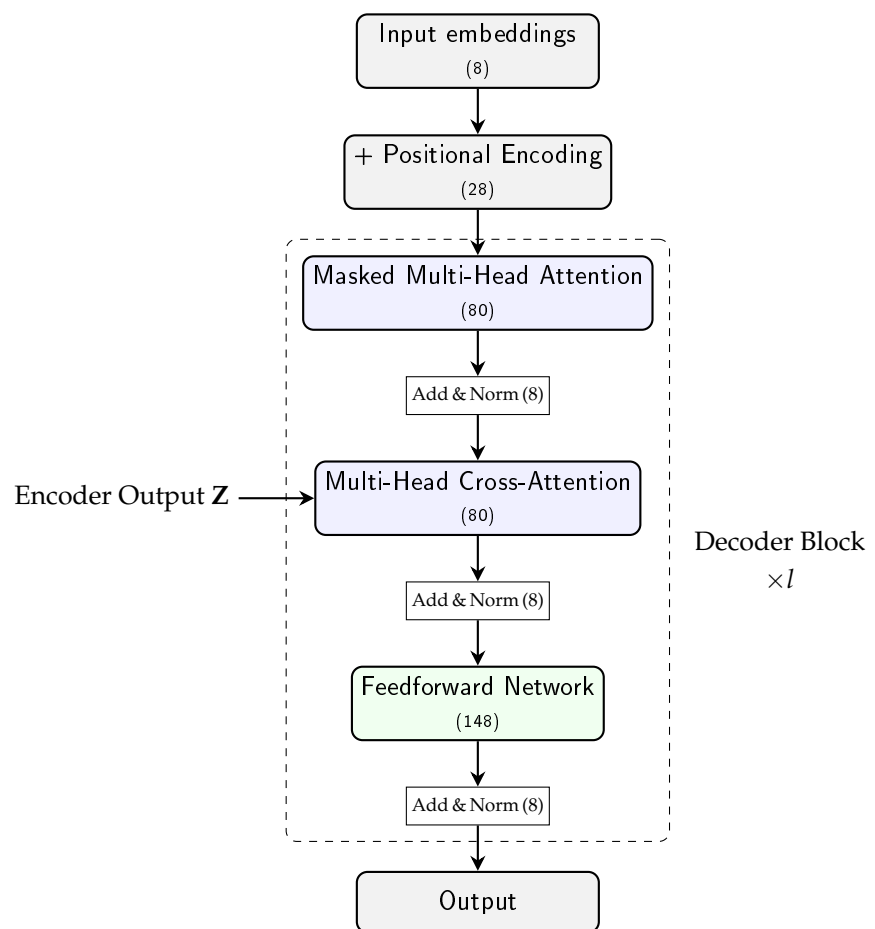 Input embeddings
(8)
+ Positional Encoding
(28)
Masked Multi-Head Attention
(80)
Add & Norm (8)
Encoder Output Z
Multi-Head Cross-Attention
(80)
Decoder Block
×l
Add & Norm (8)
Feedforward Network
(148)
Add & Norm (8)
Output